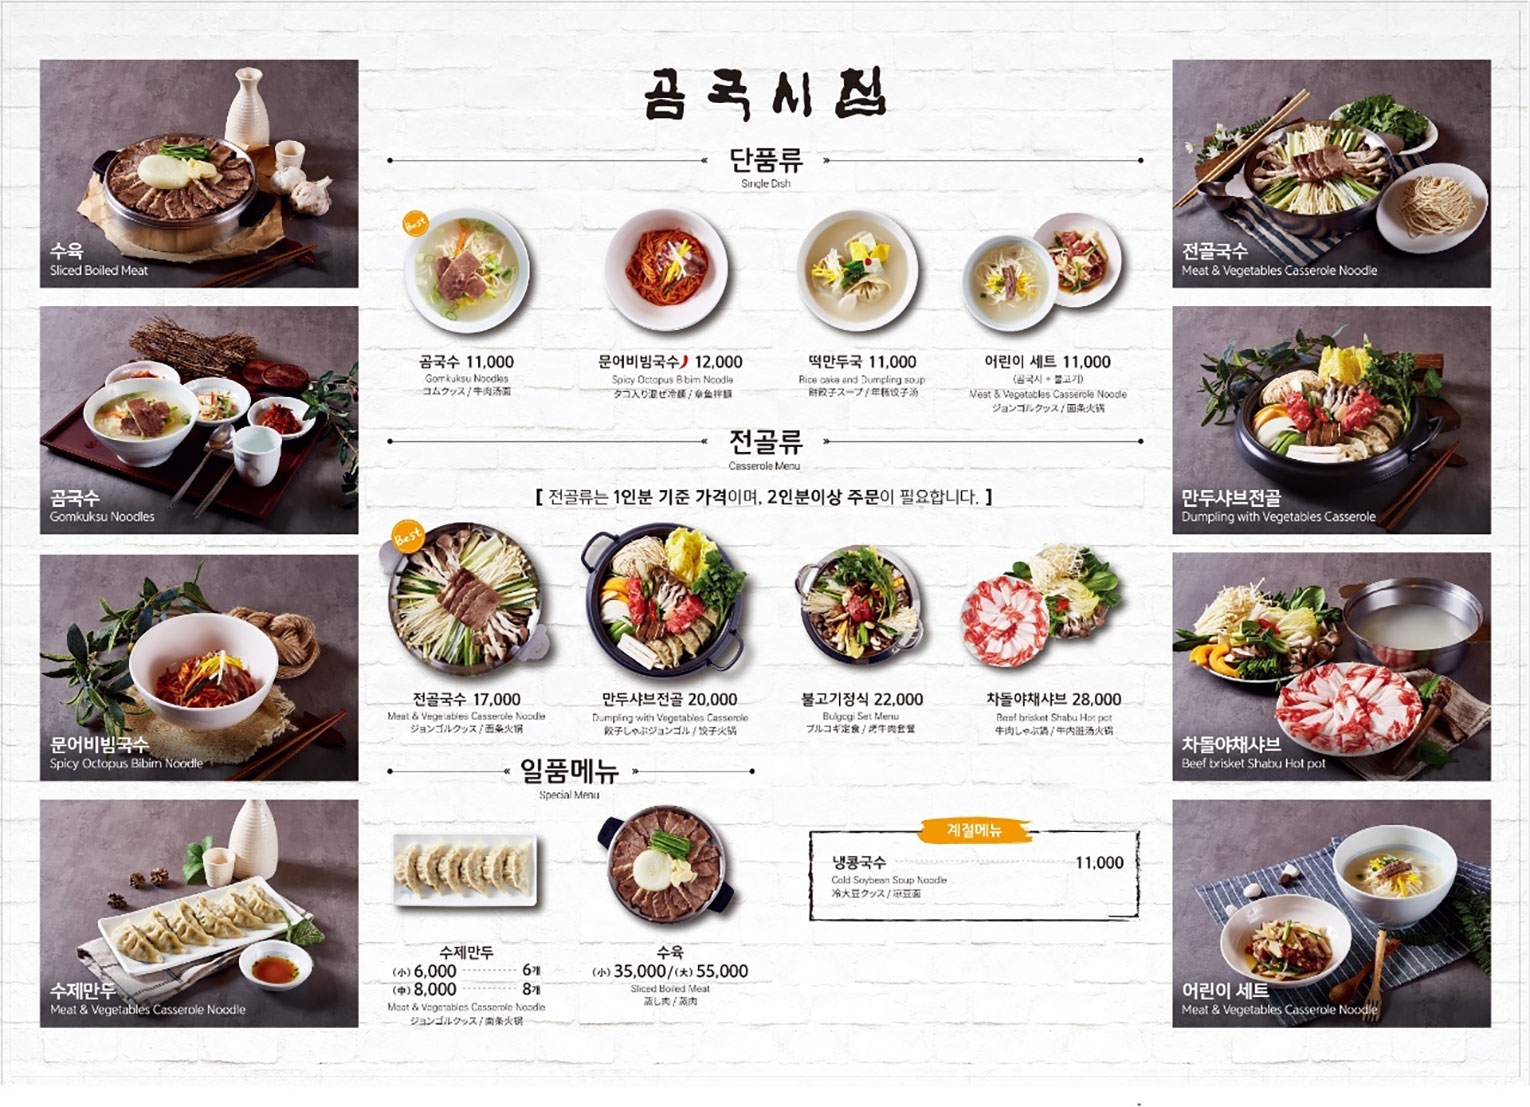 곰국시집
단품류
Single Dish
Best
곰국수 11,000
Gomkuksu Noodles
コムクッス / 牛肉汤面
문어비빔국수 12,000
Spicy Octopus Bibim Noodle
タコ入り混ぜ冷麺 / 章鱼拌麵
떡만두국 11,000
Rice cake and Dumpling soup
餅餃子スープ / 年糕饺子汤
어린이 세트 11,000
(곰국시 + 불고기)
Meat & Vegetables Casserole Noodle
ジョンゴルクッス / 面条火锅
전골류
Casserole Menu
[ 전골류는 1인분 기준 가격이며, 2인분이상 주문이 필요합니다. ]
Best
전골국수 17,000
Meat & Vegetables Casserole Noodle
ジョンゴルクッス / 面条火锅
만두샤브전골 20,000
Dumpling with Vegetables Casserole
餃子しゃぶジョンゴル / 饺子火锅
불고기정식 22,000
Bulgogi Set Menu
プルコギ定食 / 烤牛肉套餐
차돌야채샤브 28,000
Beef brisket Shabu Hot pot
牛肉しゃぶ鍋 / 牛内脏汤火锅
일품메뉴
Special Menu
수제만두
(小) 6,000 6개
(中) 8,000 8개
Meat & Vegetables Casserole Noodle
ジョンゴルクッス / 面条火锅
수육
(小) 35,000 / (大) 55,000
Sliced Boiled Meat
蒸し肉 / 蒸肉
계절메뉴
냉콩국수 11,000
Cold Soybean Soup Noodle
冷大豆クッス / 凉豆面
수육
Sliced Boiled Meat
곰국수
Gomkuksu Noodles
문어비빔국수
Spicy Octopus Bibim Noodle
수제만두
Meat & Vegetables Casserole Noodle
전골국수
Meat & Vegetables Casserole Noodle
만두샤브전골
Dumpling with Vegetables Casserole
차돌야채샤브
Beef brisket Shabu Hot pot
어린이 세트
Meat & Vegetables Casserole Noodle